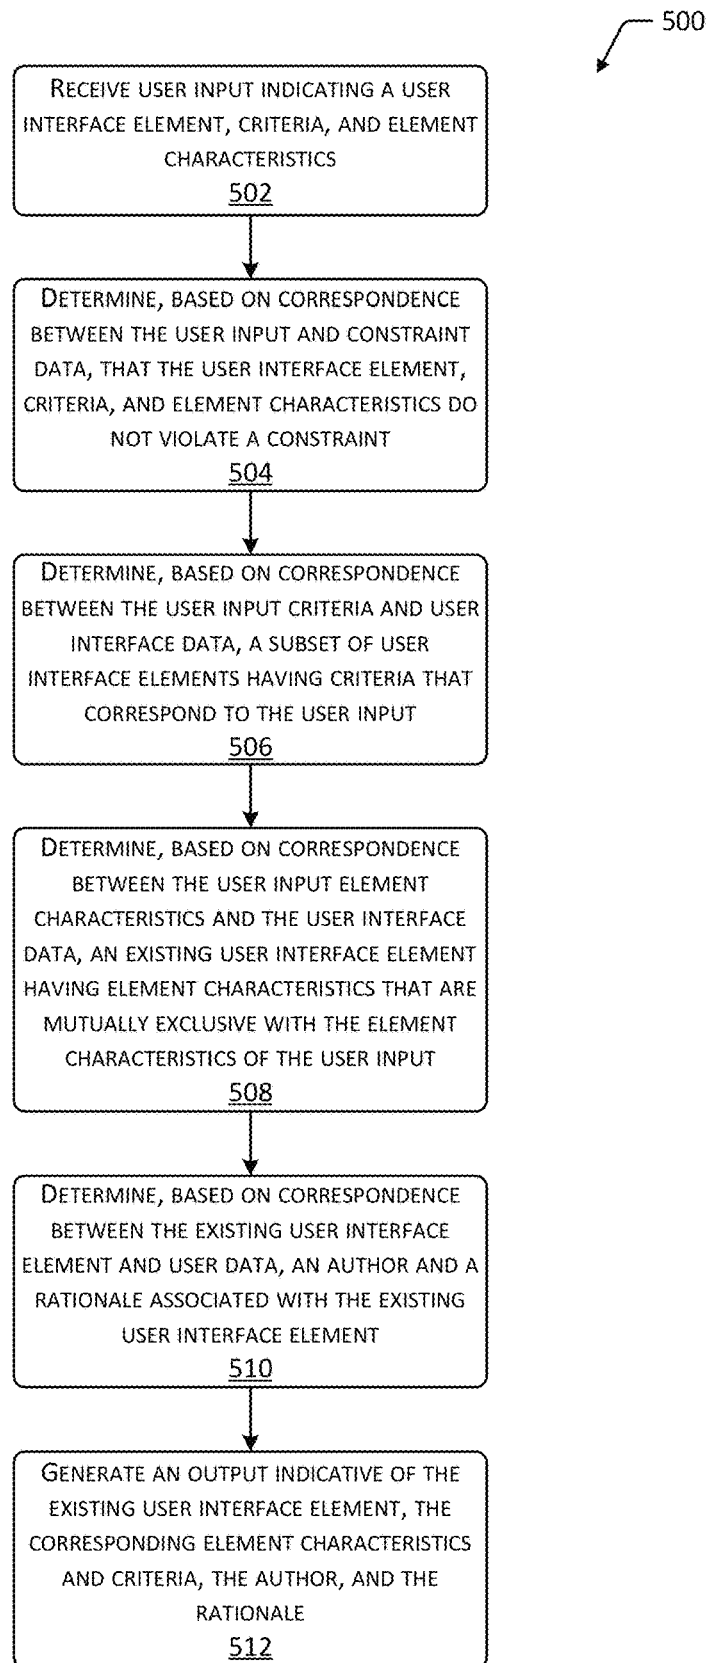 500
RECEIVE USER INPUT INDICATING A USER
INTERFACE ELEMENT, CRITERIA, AND ELEMENT
CHARACTERISTICS
502
DETERMINE, BASED ON CORRESPONDENCE
BETWEEN THE USER INPUT AND CONSTRAINT
DATA, THAT THE USER INTERFACE ELEMENT,
CRITERIA, AND ELEMENT CHARACTERISTICS DO
NOT VIOLATE A CONSTRAINT
504
DETERMINE, BASED ON CORRESPONDENCE
BETWEEN THE USER INPUT CRITERIA AND USER
INTERFACE DATA, A SUBSET OF USER
INTERFACE ELEMENTS HAVING CRITERIA THAT
CORRESPOND TO THE USER INPUT
506
DETERMINE, BASED ON CORRESPONDENCE
BETWEEN THE USER INPUT ELEMENT
CHARACTERISTICS AND THE USER INTERFACE
DATA, AN EXISTING USER INTERFACE ELEMENT
HAVING ELEMENT CHARACTERISTICS THAT ARE
MUTUALLY EXCLUSIVE WITH THE ELEMENT
CHARACTERISTICS OF THE USER INPUT
508
DETERMINE, BASED ON CORRESPONDENCE
BETWEEN THE EXISTING USER INTERFACE
ELEMENT AND USER DATA, AN AUTHOR AND A
RATIONALE ASSOCIATED WITH THE EXISTING
USER INTERFACE ELEMENT
510
GENERATE AN OUTPUT INDICATIVE OF THE
EXISTING USER INTERFACE ELEMENT, THE
CORRESPONDING ELEMENT CHARACTERISTICS
AND CRITERIA, THE AUTHOR, AND THE
RATIONALE
512